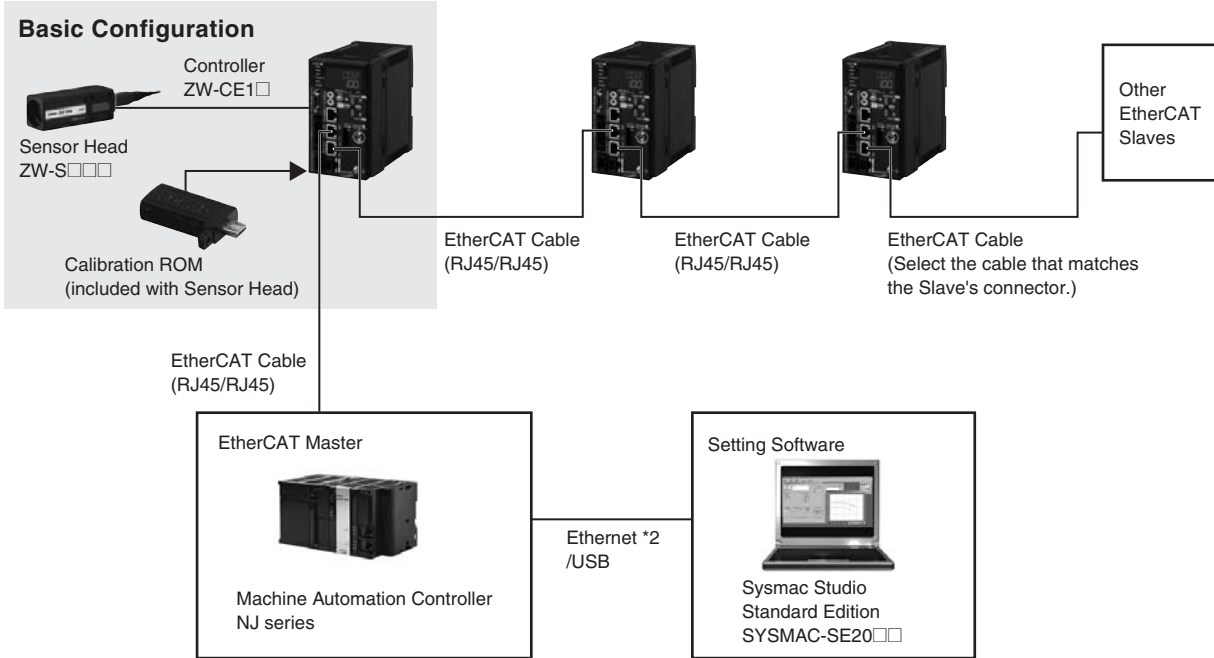 Basic Configuration
Controller
ZW-CE1□
Sensor Head
ZW-S□□□
Calibration ROM
(included with Sensor Head)
EtherCAT Cable
(RJ45/RJ45)
EtherCAT Cable
(RJ45/RJ45)
EtherCAT Cable
(Select the cable that matches
the Slave's connector.)
Other
EtherCAT
Slaves
EtherCAT Cable
(RJ45/RJ45)
EtherCAT Master
Machine Automation Controller
NJ series
Ethernet *2
/USB
Setting Software
Sysmac Studio
Standard Edition
SYSMAC-SE20□□